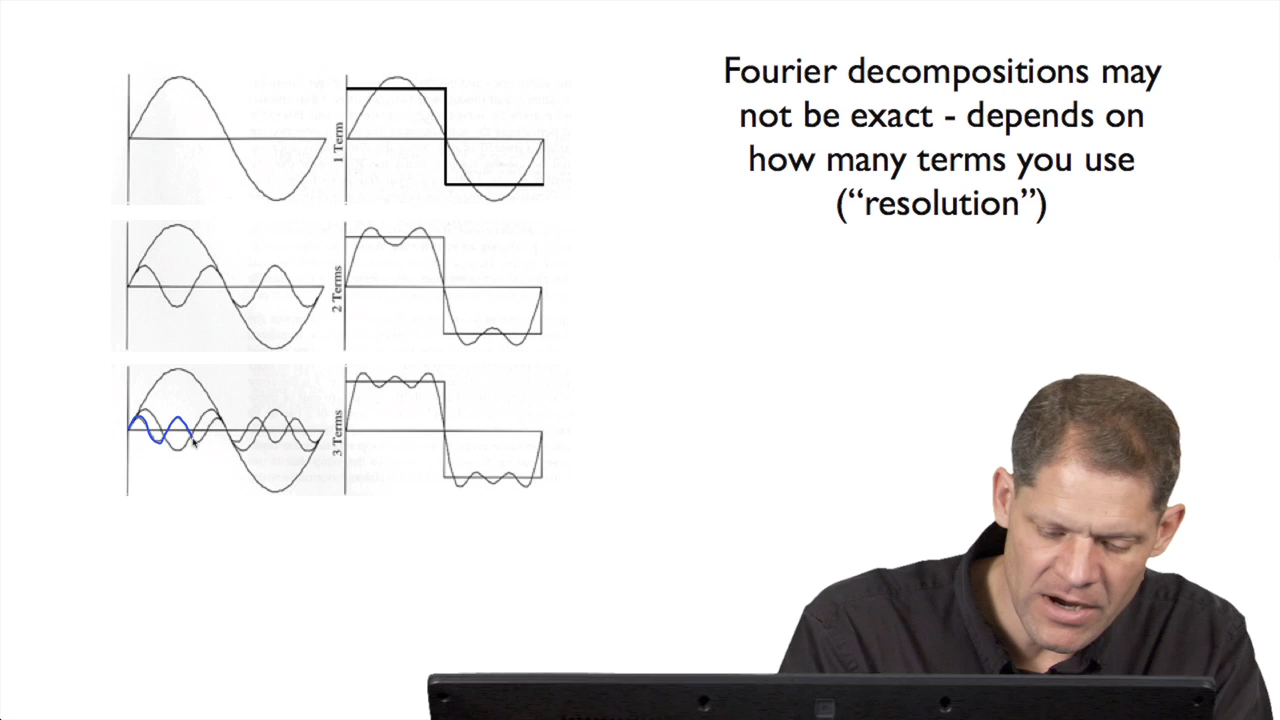 Fourier decompositions may
not be exact - depends on
how many terms you use
(“resolution”)
1 Term
2 Terms
3 Terms